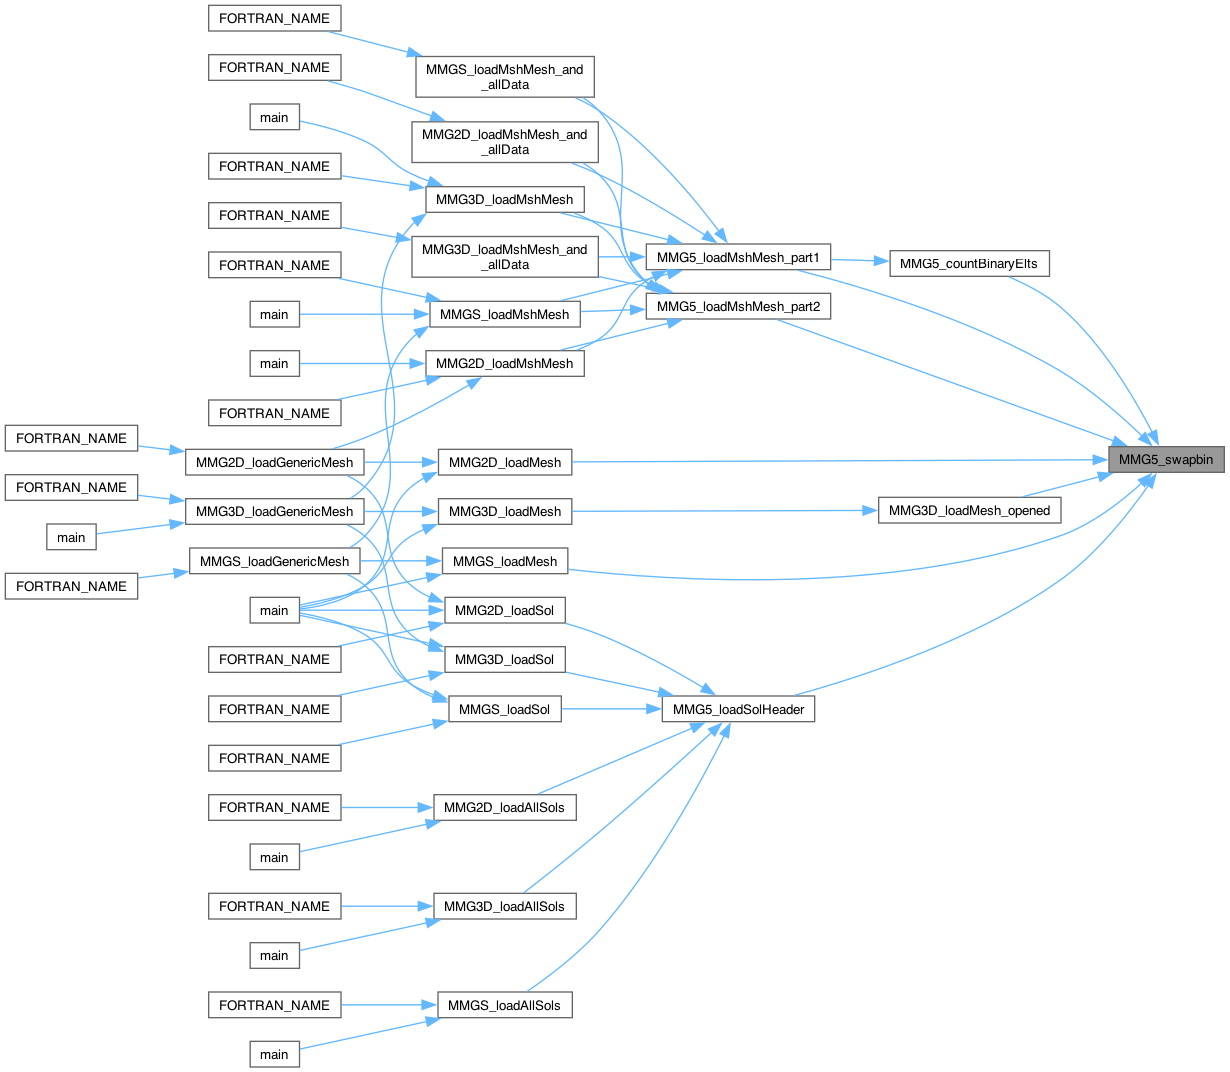 FORTRAN_NAME
MMGS_loadMshMesh_and
_allData
FORTRAN_NAME
main
MMG2D_loadMshMesh_and
_allData
FORTRAN_NAME
MMG3D_loadMshMesh
FORTRAN_NAME
MMG3D_loadMshMesh_and
_allData
MMG5_loadMshMesh_part1
MMG5_countBinaryElts
FORTRAN_NAME
MMG5_loadMshMesh_part2
main
MMGS_loadMshMesh
main
MMG2D_loadMshMesh
FORTRAN_NAME
FORTRAN_NAME
MMG2D_loadGenericMesh
MMG2D_loadMesh
MMG5_swapbin
FORTRAN_NAME
MMG3D_loadGenericMesh
MMG3D_loadMesh
MMG3D_loadMesh_opened
main
MMGS_loadGenericMesh
MMGS_loadMesh
FORTRAN_NAME
main
MMG2D_loadSol
FORTRAN_NAME
MMG3D_loadSol
FORTRAN_NAME
MMGS_loadSol
MMG5_loadSolHeader
FORTRAN_NAME
FORTRAN_NAME
MMG2D_loadAllSols
main
FORTRAN_NAME
MMG3D_loadAllSols
main
FORTRAN_NAME
MMGS_loadAllSols
main